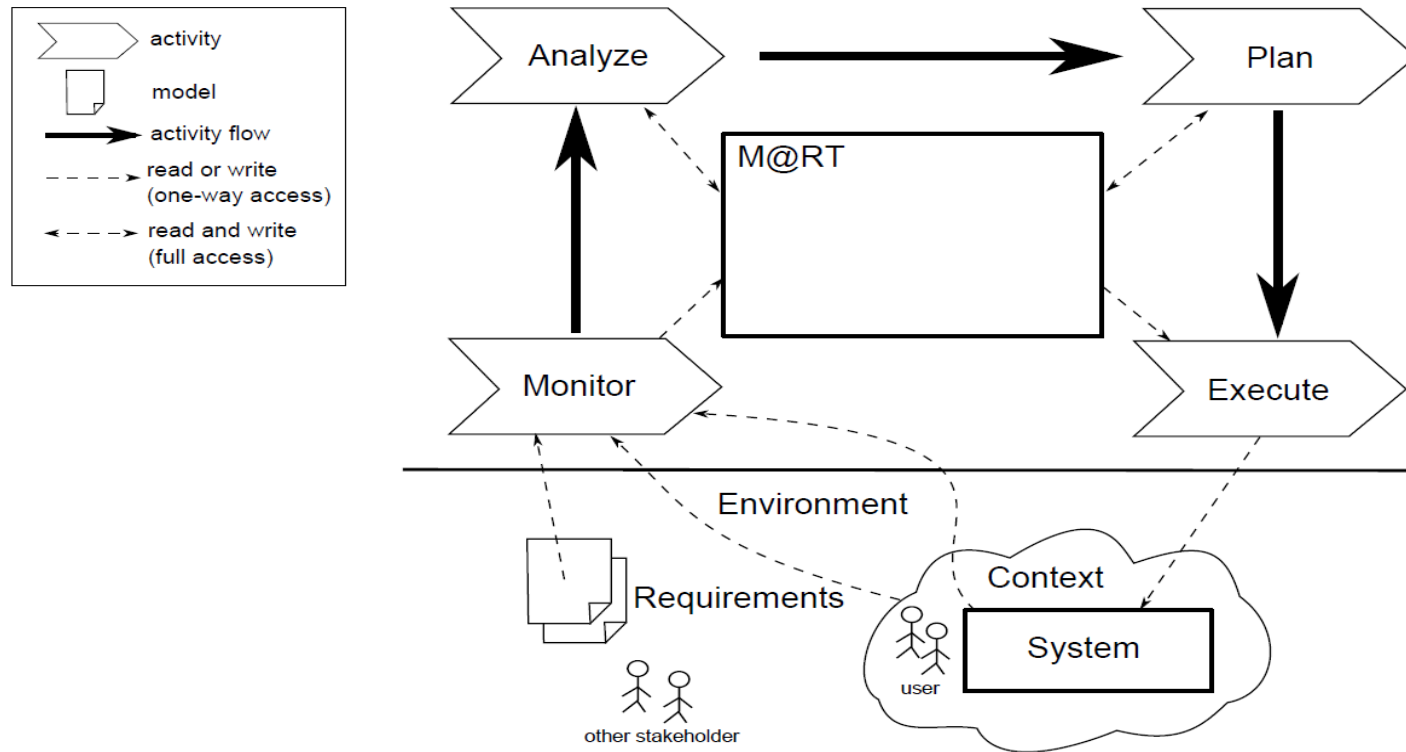 activity
model
activity flow
read or write
(one-way access)
read and write
(full access)
Analyze
Plan
M@RT
Monitor
Execute
Environment
Requirements
Context
System
user
other stakeholder